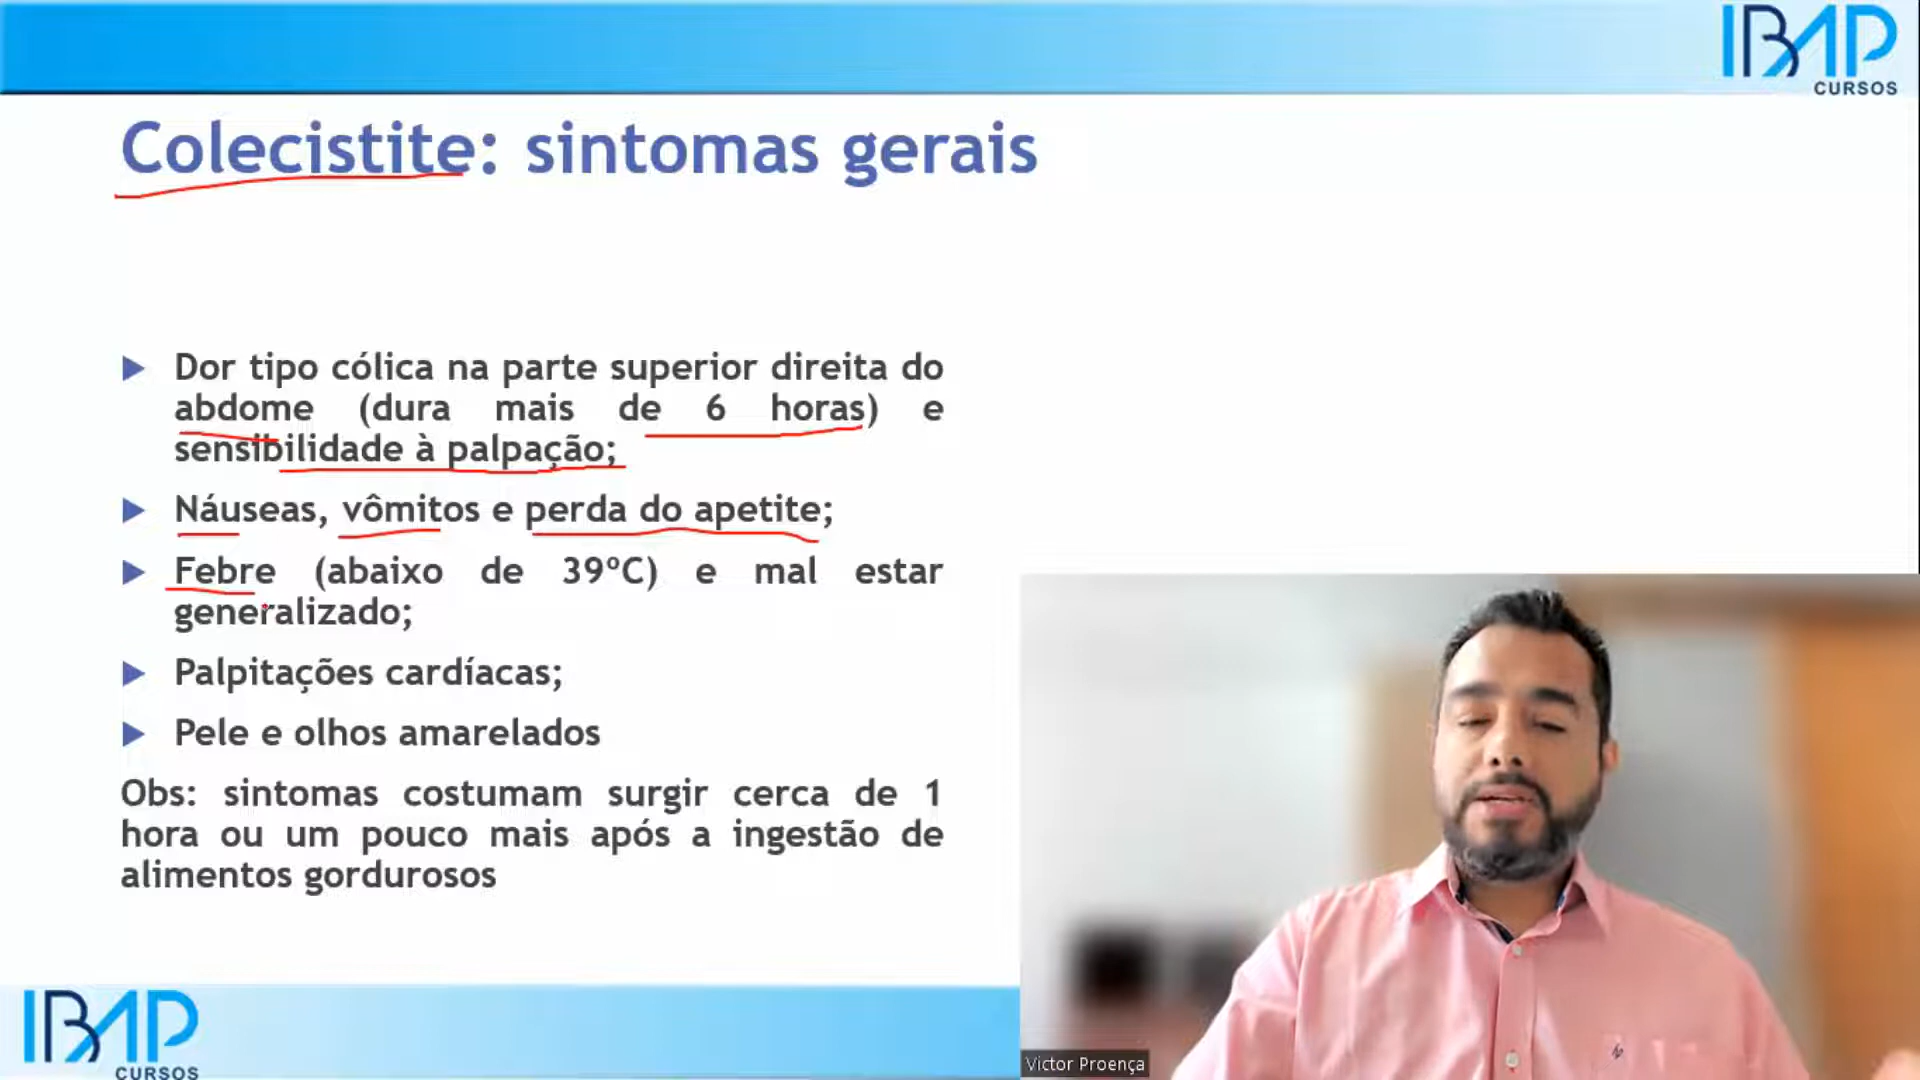 IBAP
CURSOS
Colecistite: sintomas gerais
Dor tipo cólica na parte superior direita do
abdome (dura mais de 6 horas) e
sensibilidade à palpação;
Náuseas, vômitos e perda do apetite;
Febre (abaixo de 39ºC) e mal estar
generalizado;
Palpitações cardíacas;
Pele e olhos amarelados
Obs: sintomas costumam surgir cerca de 1
hora ou um pouco mais após a ingestão de
alimentos gordurosos
IBAP
CURSOS
Victor Proença